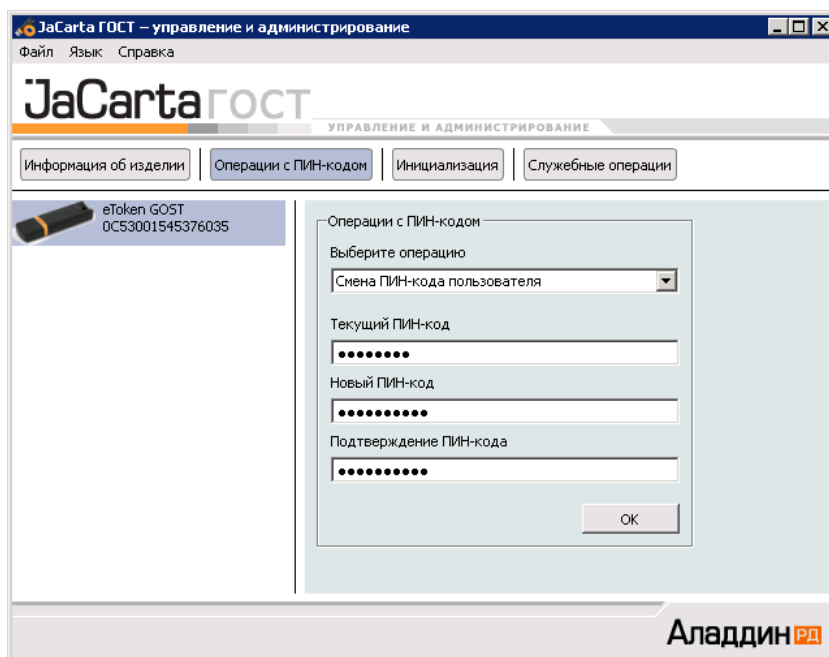 JaCarta ГОСТ – управление и администрирование
Файл Язык Справка
JaCarta ГОСТ
УПРАВЛЕНИЕ И АДМИНИСТРИРОВАНИЕ
Информация об изделии Операции с ПИН-кодом Инициализация Служебные операции
eToken GOST
0C53001545376035
Операции с ПИН-кодом
Выберите операцию
Смена ПИН-кода пользователя
Текущий ПИН-код
Новый ПИН-код
Подтверждение ПИН-кода
ОК
Аладдин РД